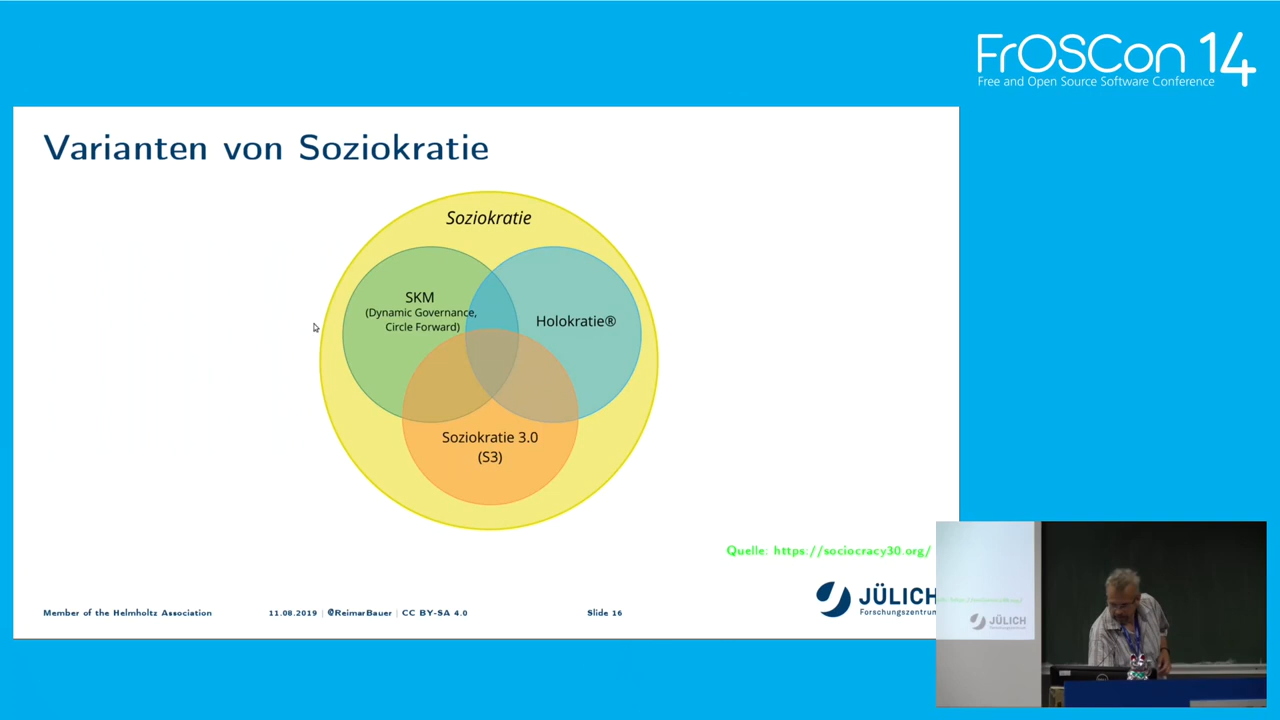 FrOSCon 14
Free and Open Source Software Conference
Varianten von Soziokratie
Soziokratie
SKM
(Dynamic Governance,
Circle Forward)
Holokratie®
Soziokratie 3.0
(S3)
Quelle: https://sociocracy30.org/
JÜLICH
Forschungszentrum
Member of the Helmholtz Association
11.08.2019 | @ReimarBauer | CC BY-SA 4.0
Slide 16
JÜLICH